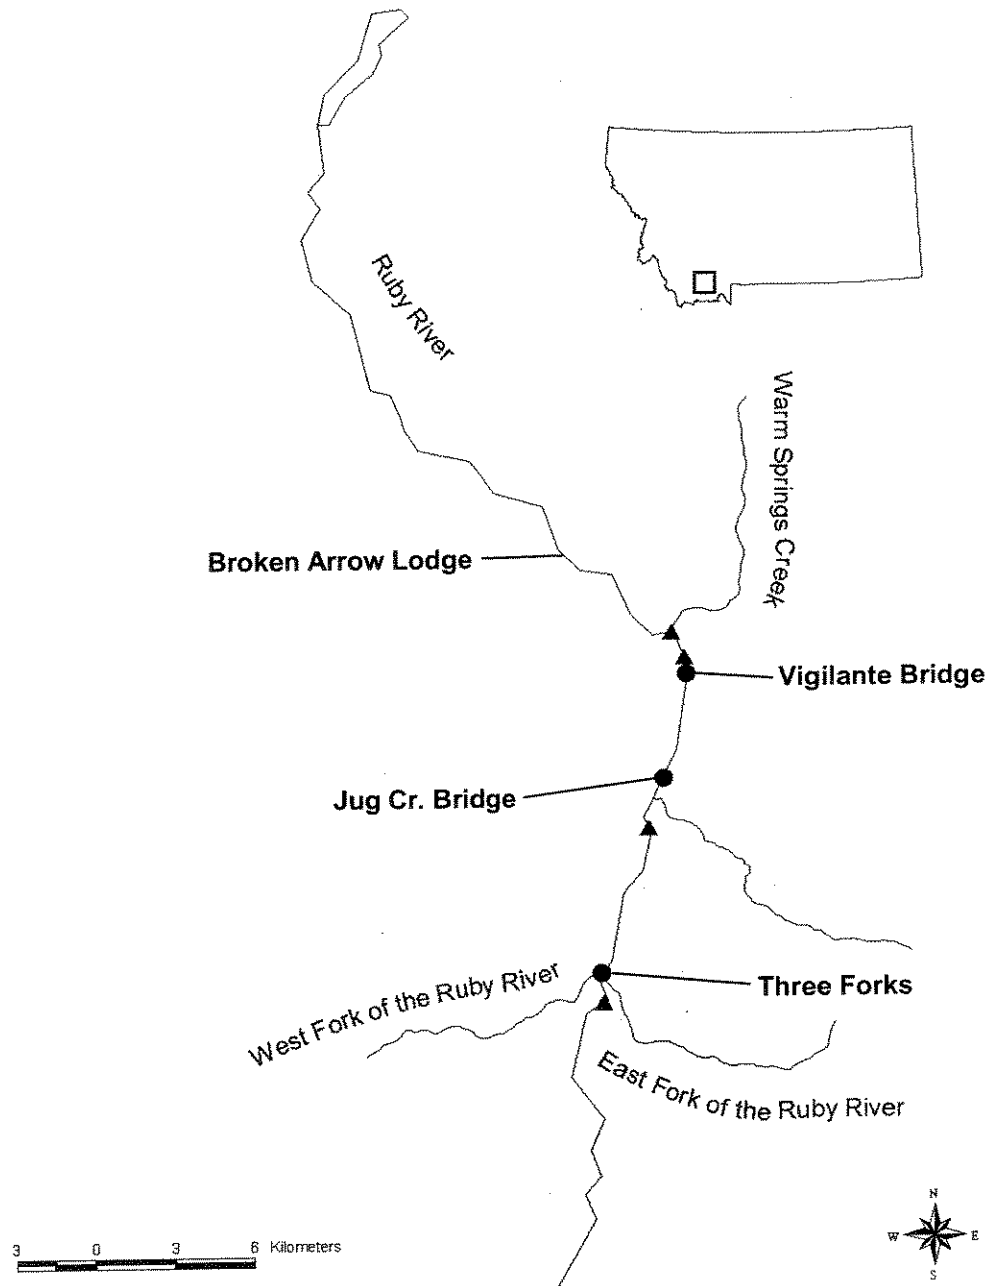 Ruby River
Warm Springs Creek
Broken Arrow Lodge
Vigilante Bridge
Jug Cr. Bridge
Three Forks
West Fork of the Ruby River
East Fork of the Ruby River
N
W E
S
3 0 3 6 Kilometers